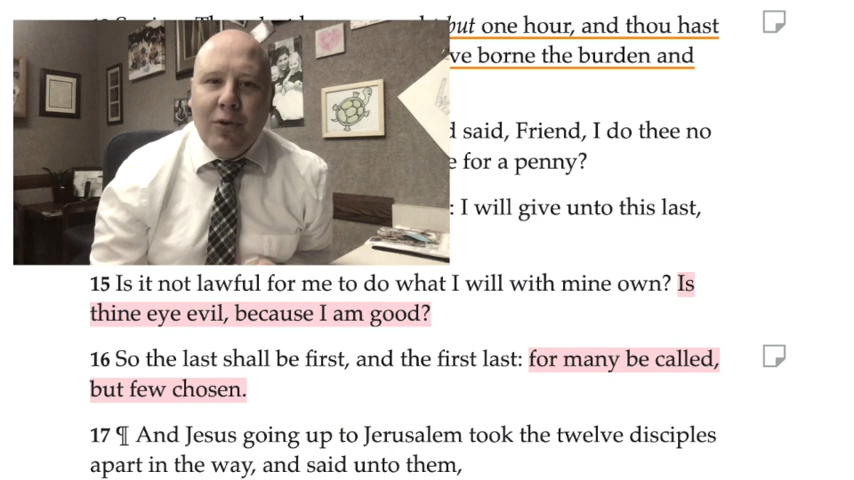 but one hour, and thou hast
ve borne the burden and
said, Friend, I do thee no
e for a penny?
: I will give unto this last,
15 Is it not lawful for me to do what I will with mine own? Is
thine eye evil, because I am good?
16 So the last shall be first, and the first last: for many be called,
but few chosen.
17 ¶ And Jesus going up to Jerusalem took the twelve disciples
apart in the way, and said unto them,